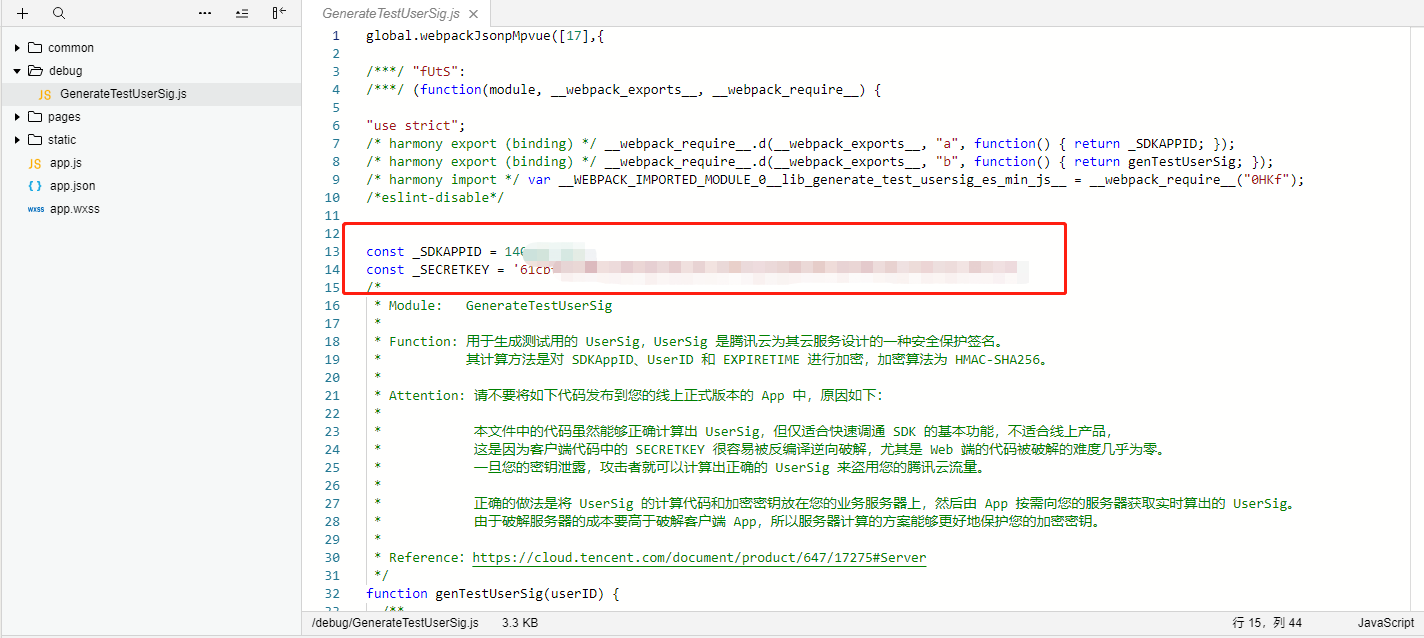 GenerateTestUserSig.js
common
debug
JS GenerateTestUserSig.js
pages
static
JS app.js
{ } app.json
wxss app.wxss
1 global.webpackJsonpMpvue([17],{
2
3 /***/ "fUtS":
4 /***/ (function(module, __webpack_exports__, __webpack_require__) {
5
6 "use strict";
7 /* harmony export (binding) */ __webpack_require__.d(__webpack_exports__, "a", function() { return _SDKAPPID; });
8 /* harmony export (binding) */ __webpack_require__.d(__webpack_exports__, "b", function() { return genTestUserSig; });
9 /* harmony import */ var __WEBPACK_IMPORTED_MODULE_0__lib_generate_test_usersig_es_min_js__ = __webpack_require__("0HKf");
10 /*eslint-disable*/
11
12
13 const _SDKAPPID = 14
14 const _SECRETKEY = '61cb
15 /*
16 * Module: GenerateTestUserSig
17 *
18 * Function: 用于生成测试用的 UserSig，UserSig 是腾讯云为其云服务设计的一种安全保护签名。
19 * 其计算方法是对 SDKAppID、UserID 和 EXPIRETIME 进行加密，加密算法为 HMAC-SHA256。
20 *
21 * Attention: 请不要将如下代码发布到您的线上正式版本的 App 中，原因如下：
22 *
23 * 本文件中的代码虽然能够正确计算出 UserSig，但仅适合快速调通 SDK 的基本功能，不适合线上产品，
24 * 这是因为客户端代码中的 SECRETKEY 很容易被反编译逆向破解，尤其是 Web 端的代码被破解的难度几乎为零。
25 * 一旦您的密钥泄露，攻击者就可以计算出正确的 UserSig 来盗用您的腾讯云流量。
26 *
27 * 正确的做法是将 UserSig 的计算代码和加密密钥放在您的业务服务器上，然后由 App 按需向您的服务器获取实时算出的 UserSig。
28 * 由于破解服务器的成本要高于破解客户端 App，所以服务器计算的方案能够更好地保护您的加密密钥。
29 *
30 * Reference: https://cloud.tencent.com/document/product/647/17275#Server
31 */
32 function genTestUserSig(userID) {
33 /**
/debug/GenerateTestUserSig.js 3.3 KB 行 15，列 44 JavaScript